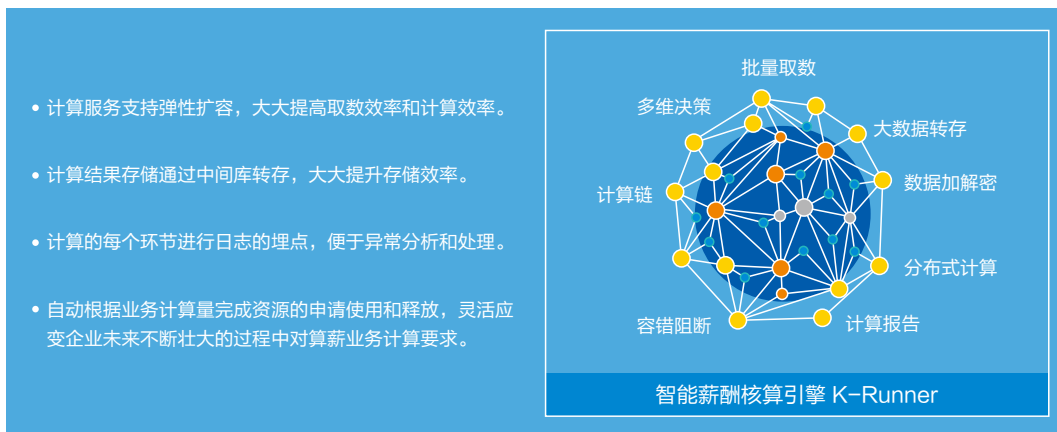 计算服务支持弹性扩容，大大提高取数效率和计算效率。
计算结果存储通过中间库转存，大大提升存储效率。
计算的每个环节进行日志的埋点，便于异常分析和处理。
自动根据业务计算量完成资源的申请使用和释放，灵活应
变企业未来不断壮大的过程中对算薪业务计算要求。
批量取数
多维决策
大数据转存
计算链
数据加解密
分布式计算
容错阻断
计算报告
智能薪酬核算引擎 K-Runner